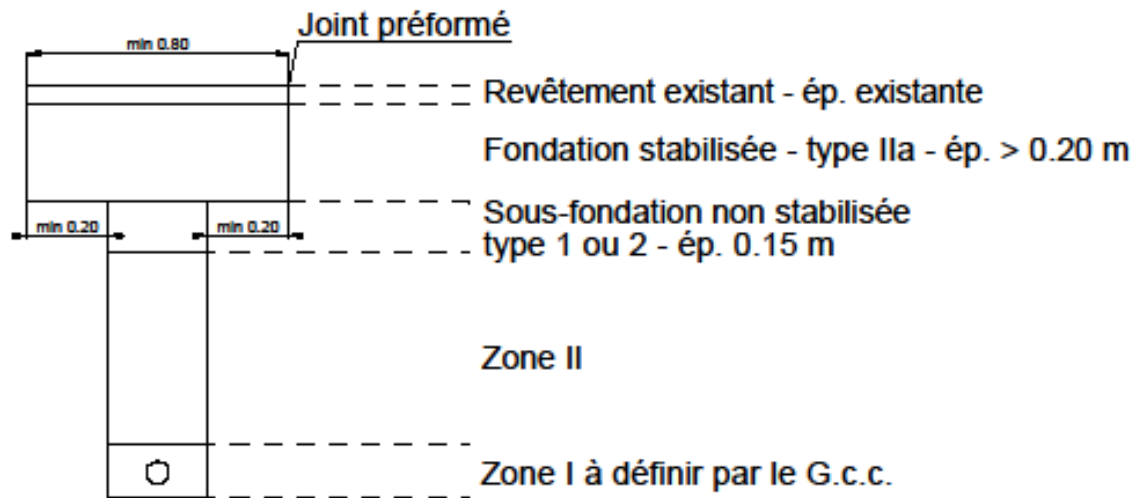 Joint préformé
min 0.80
Revêtement existant - ép. existante
Fondation stabilisée - type IIa - ép. > 0.20 m
min 0.20
min 0.20
Sous-fondation non stabilisée
type 1 ou 2 - ép. 0.15 m
Zone II
Zone I à définir par le G.c.c.